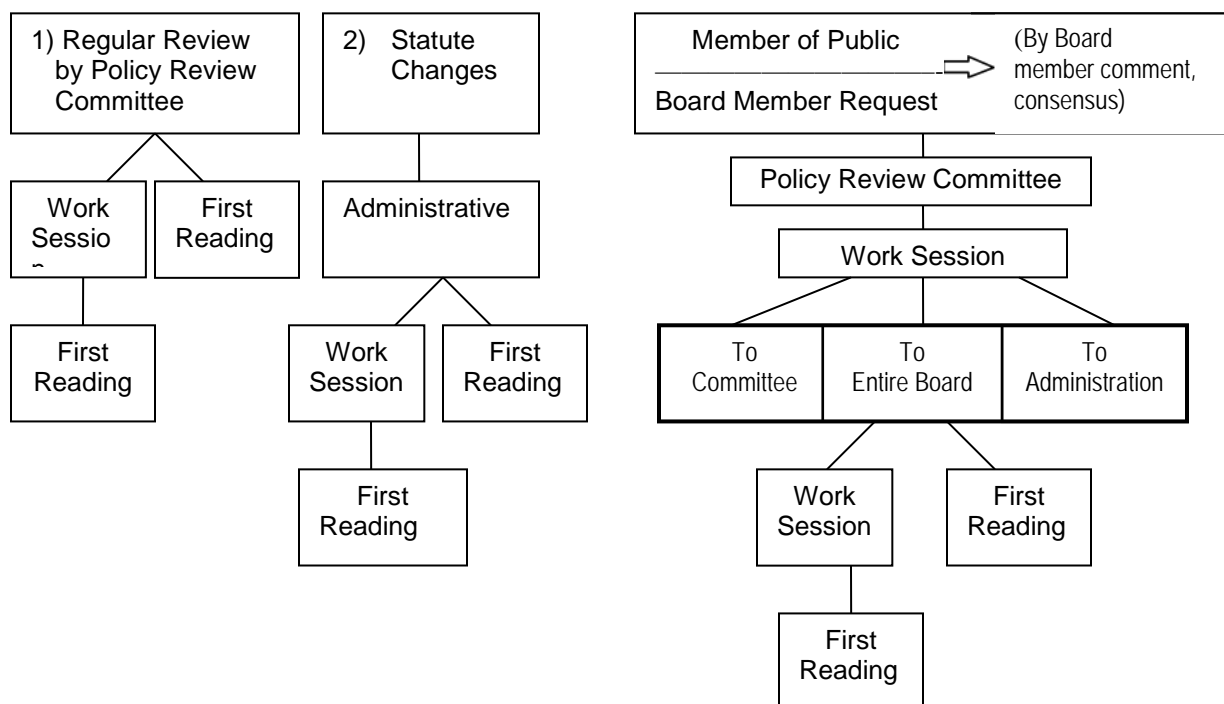 1) Regular Review
by Policy Review
Committee
2) Statute
Changes
Member of Public
Board Member Request
(By Board
member comment,
consensus)
Work
Sessio
First
Reading
Administrative
Policy Review Committee
Work Session
First
Reading
Work
Session
First
Reading
To
Committee
To
Entire Board
To
Administration
First
Reading
Work
Session
First
Reading
First
Reading